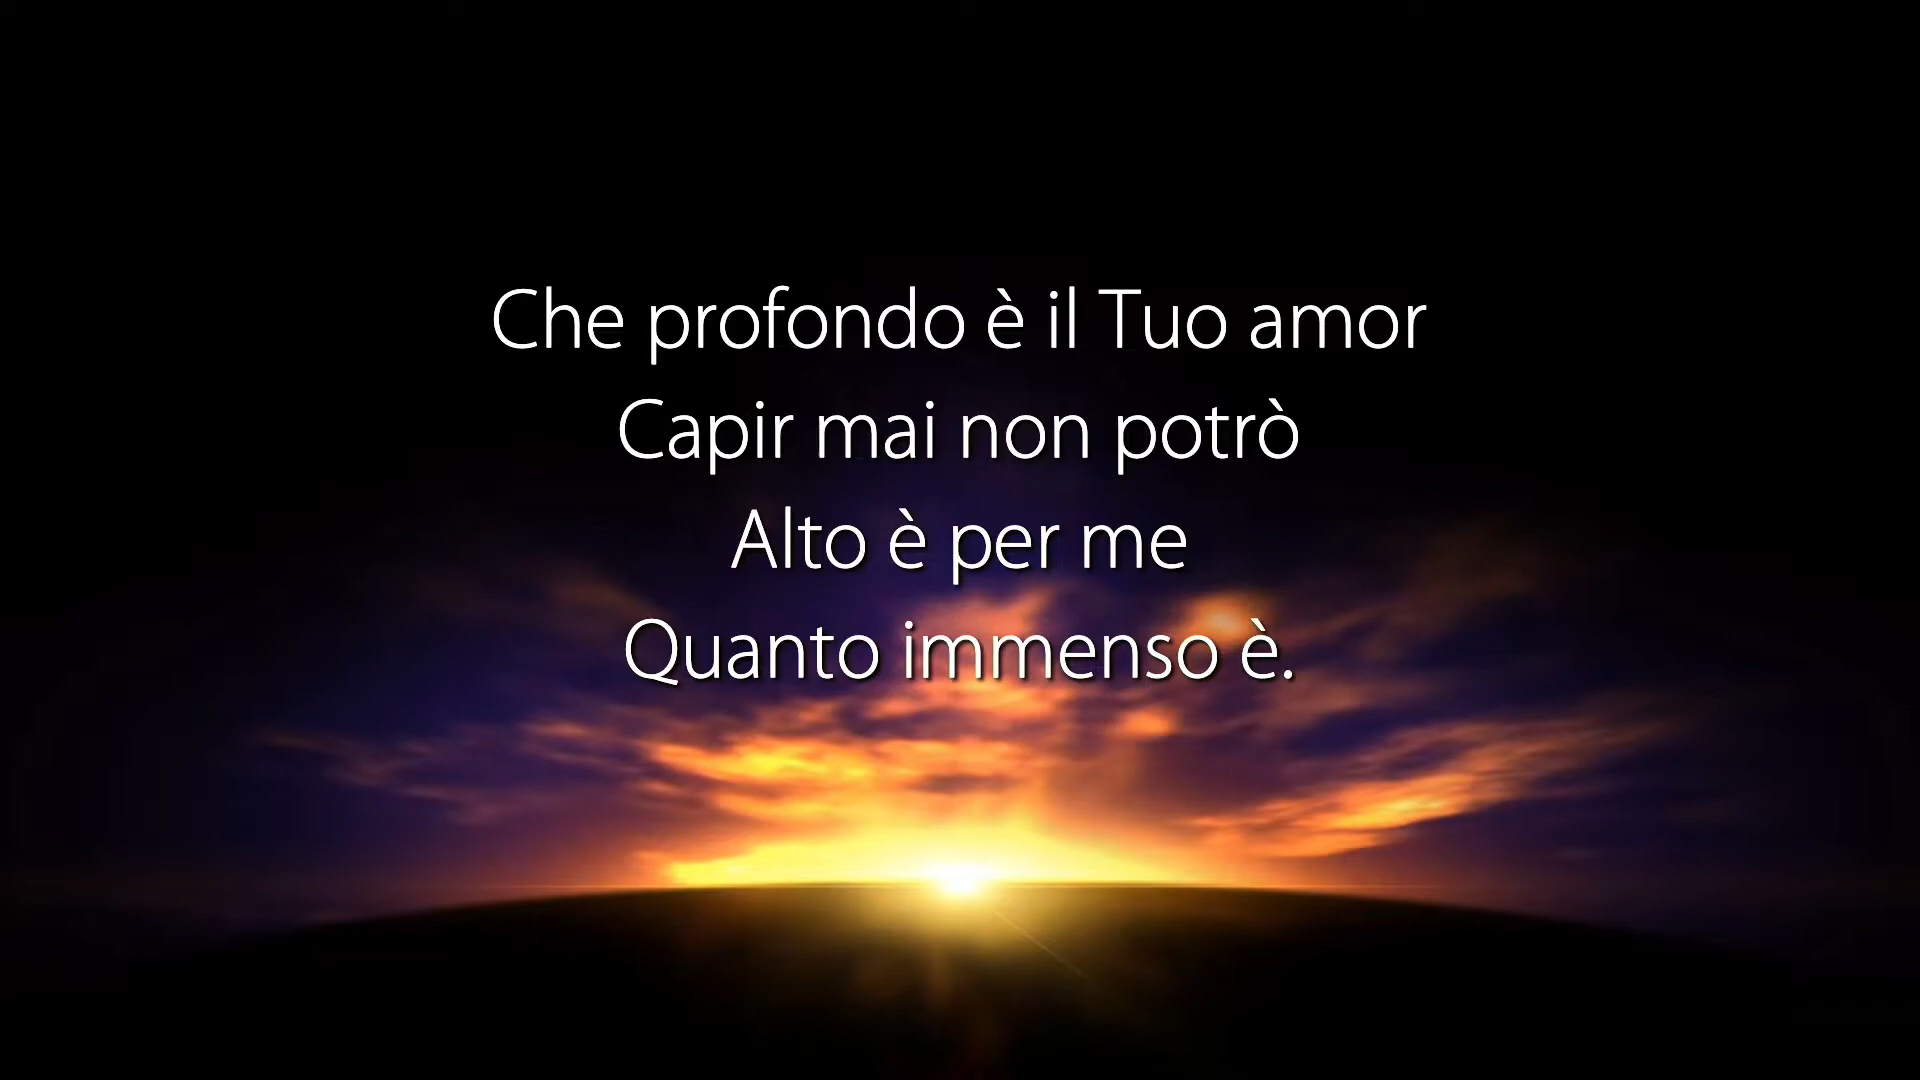 Che profondo è il Tuo amor
Capir mai non potrò
Alto è per me
Quanto immenso è.